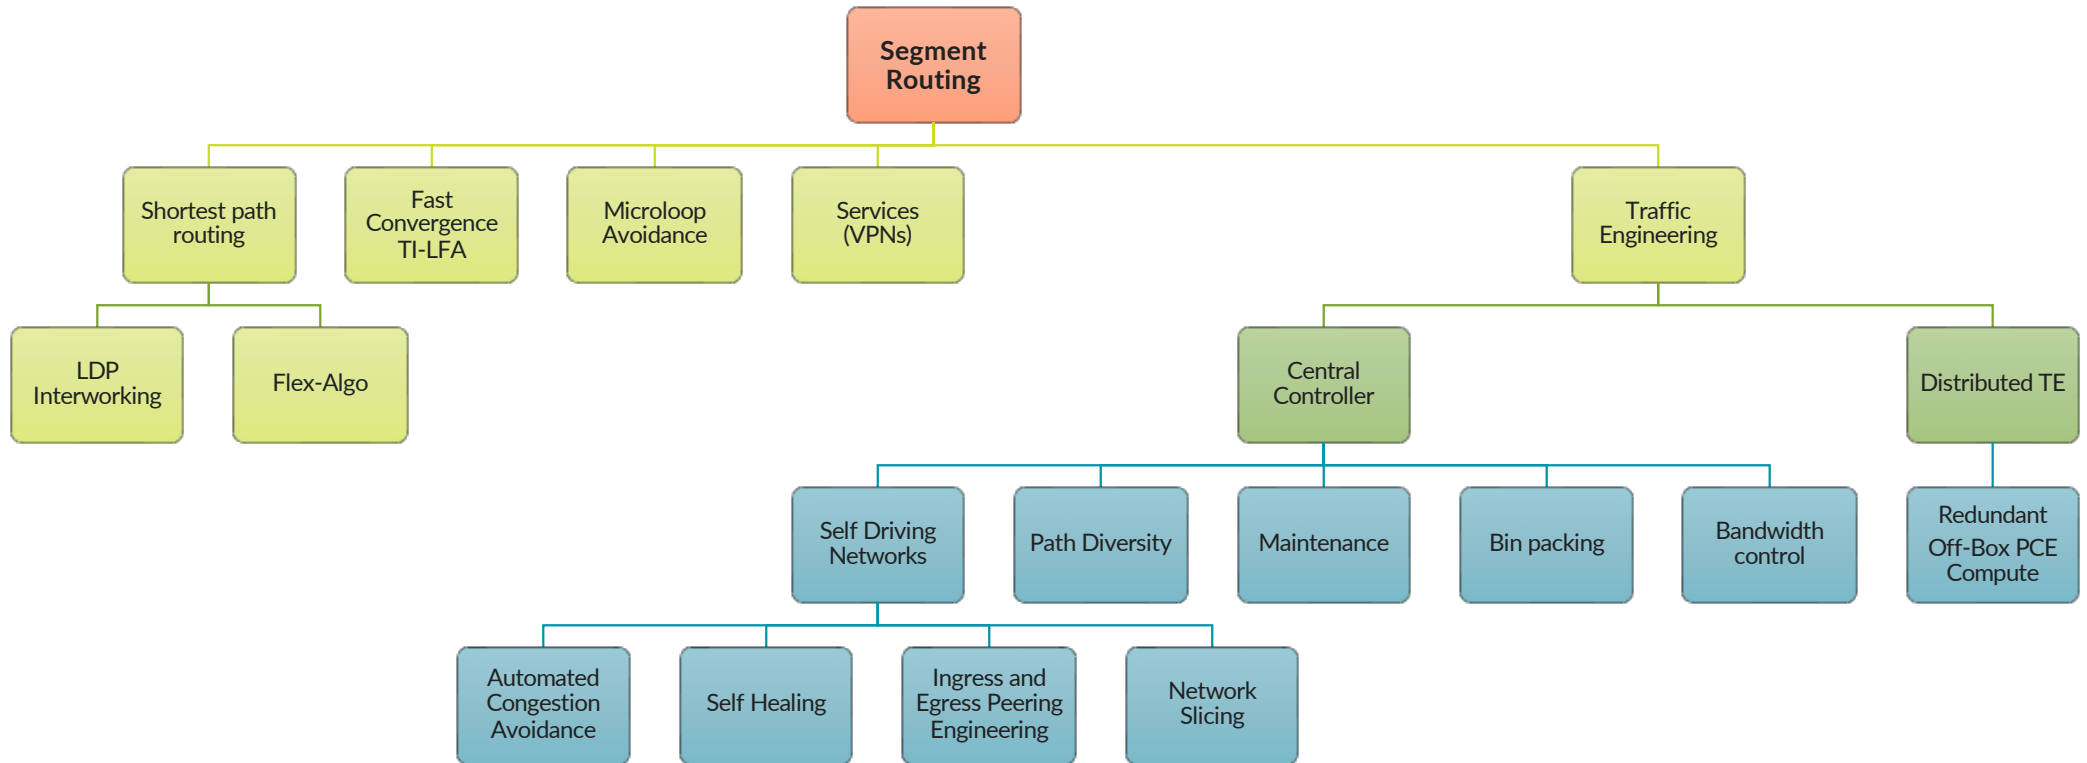 Segment
Routing
Shortest path
routing
Fast
Convergence
TI-LFA
Microloop
Avoidance
Services
(VPNs)
Traffic
Engineering
LDP
Interworking
Flex-Algo
Central
Controller
Distributed TE
Self Driving
Networks
Path Diversity
Maintenance
Bin packing
Bandwidth
control
Redundant
Off-Box PCE
Compute
Automated
Congestion
Avoidance
Self Healing
Ingress and
Egress Peering
Engineering
Network
Slicing